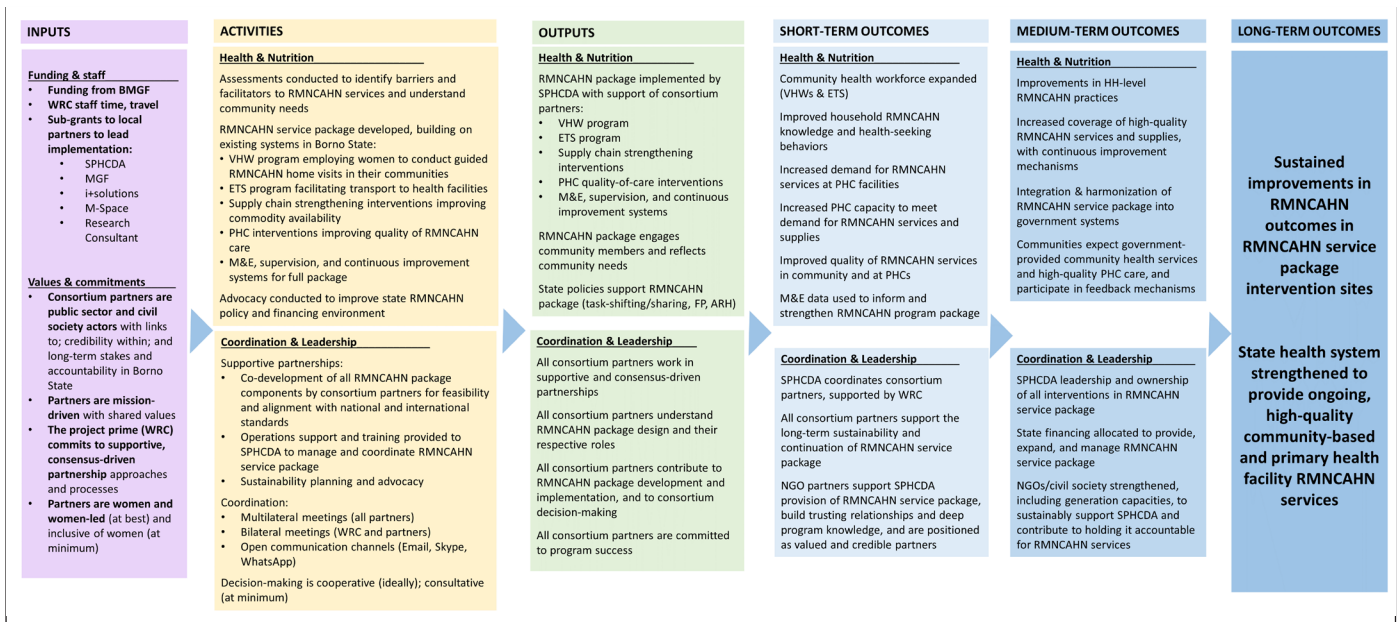 INPUTS
Funding & staff
• Funding from BMGF
• WRC staff time, travel
• Sub-grants to local
partners to lead
implementation:
• SPHCDA
• MGF
• i+solutions
• M-Space
• Research
Consultant
Values & commitments
• Consortium partners are
public sector and civil
society actors with links
to; credibility within; and
long-term stakes and
accountability in Borno
State
• Partners are mission-
driven with shared values
• The project prime (WRC)
commits to supportive,
consensus-driven
partnership approaches
and processes
• Partners are women and
women-led (at best) and
inclusive of women (at
minimum)
ACTIVITIES
Health & Nutrition
Assessments conducted to identify barriers and
facilitators to RMNCAHN services and understand
community needs
RMNCAHN service package developed, building on
existing systems in Borno State:
• VHW program employing women to conduct guided
RMNCAHN home visits in their communities
• ETS program facilitating transport to health facilities
• Supply chain strengthening interventions improving
commodity availability
• PHC interventions improving quality of RMNCAHN
care
• M&E, supervision, and continuous improvement
systems for full package
Advocacy conducted to improve state RMNCAHN
policy and financing environment
Coordination & Leadership
Supportive partnerships:
• Co-development of all RMNCAHN package
components by consortium partners for feasibility
and alignment with national and international
standards
• Operations support and training provided to
SPHCDA to manage and coordinate RMNCAHN
service package
• Sustainability planning and advocacy
Coordination:
• Multilateral meetings (all partners)
• Bilateral meetings (WRC and partners)
• Open communication channels (Email, Skype,
WhatsApp)
Decision-making is cooperative (ideally); consultative
(at minimum)
OUTPUTS
Health & Nutrition
RMNCAHN package implemented by
SPHCDA with support of consortium
partners:
• VHW program
• ETS program
• Supply chain strengthening
interventions
• PHC quality-of-care interventions
• M&E, supervision, and continuous
improvement systems
RMNCAHN package engages
community members and reflects
community needs
State policies support RMNCAHN
package (task-shifting/sharing, FP, ARH)
Coordination & Leadership
All consortium partners work in
supportive and consensus-driven
partnerships
All consortium partners understand
RMNCAHN package design and their
respective roles
All consortium partners contribute to
RMNCAHN package development and
implementation, and to consortium
decision-making
All consortium partners are committed
to program success
SHORT-TERM OUTCOMES
Health & Nutrition
Community health workforce expanded
(VHWs & ETS)
Improved household RMNCAHN
knowledge and health-seeking
behaviors
Increased demand for RMNCAHN
services at PHC facilities
Increased PHC capacity to meet
demand for RMNCAHN services and
supplies
Improved quality of RMNCAHN services
in community and at PHCs
M&E data used to inform and
strengthen RMNCAHN program package
Coordination & Leadership
SPHCDA coordinates consortium
partners, supported by WRC
All consortium partners support the
long-term sustainability and
continuation of RMNCAHN service
package
NGO partners support SPHCDA
provision of RMNCAHN service package,
build trusting relationships and deep
program knowledge, and are positioned
as valued and credible partners
MEDIUM-TERM OUTCOMES
Health & Nutrition
Improvements in HH-level
RMNCAHN practices
Increased coverage of high-quality
RMNCAHN services and supplies,
with continuous improvement
mechanisms
Integration & harmonization of
RMNCAHN service package into
government systems
Communities expect government-
provided community health services
and high-quality PHC care, and
participate in feedback mechanisms
Coordination & Leadership
SPHCDA leadership and ownership
of all interventions in RMNCAHN
service package
State financing allocated to provide,
expand, and manage RMNCAHN
service package
NGOs/civil society strengthened,
including generation capacities, to
sustainably support SPHCDA and
contribute to holding it accountable
for RMNCAHN services
LONG-TERM OUTCOMES
Sustained
improvements in
RMNCAHN
outcomes in
RMNCAHN service
package
intervention sites
State health system
strengthened to
provide ongoing,
high-quality
community-based
and primary health
facility RMNCAHN
services